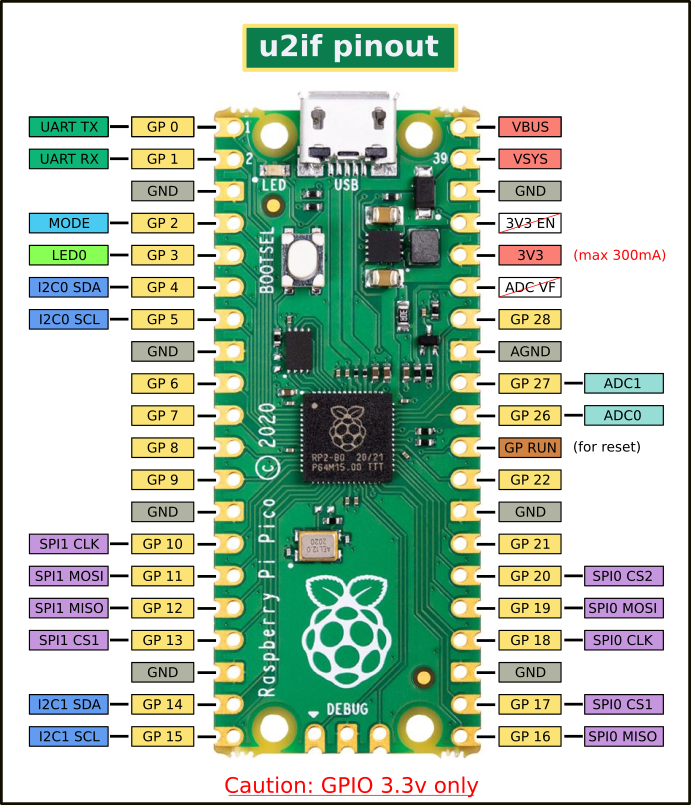 u2if pinout
UART TX GP 0 1 VBUS
UART RX GP 1 2 39 VSYS
LED USB
GND GND
MODE GP 2 3V3 EN
LED0 GP 3 3V3 (max 300mA)
BOOTSEL
I2C0 SDA GP 4 ADC VF
I2C0 SCL GP 5 GP 28
GND AGND
GP 6 GP 27 ADC1
GP 7 GP 26 ADC0
GP 8 GP RUN (for reset)
RP2-B0 20/21
P64M15.00 TTT
GP 9 GP 22
GND GND
Raspberry Pi Pico © 2020
SPI1 CLK GP 10 GP 21
AEL12.0
2020
SPI1 MOSI GP 11 GP 20 SPI0 CS2
SPI1 MISO GP 12 GP 19 SPI0 MOSI
SPI1 CS1 GP 13 GP 18 SPI0 CLK
GND GND
I2C1 SDA GP 14 GP 17 SPI0 CS1
DEBUG
I2C1 SCL GP 15 GP 16 SPI0 MISO
Caution: GPIO 3.3v only